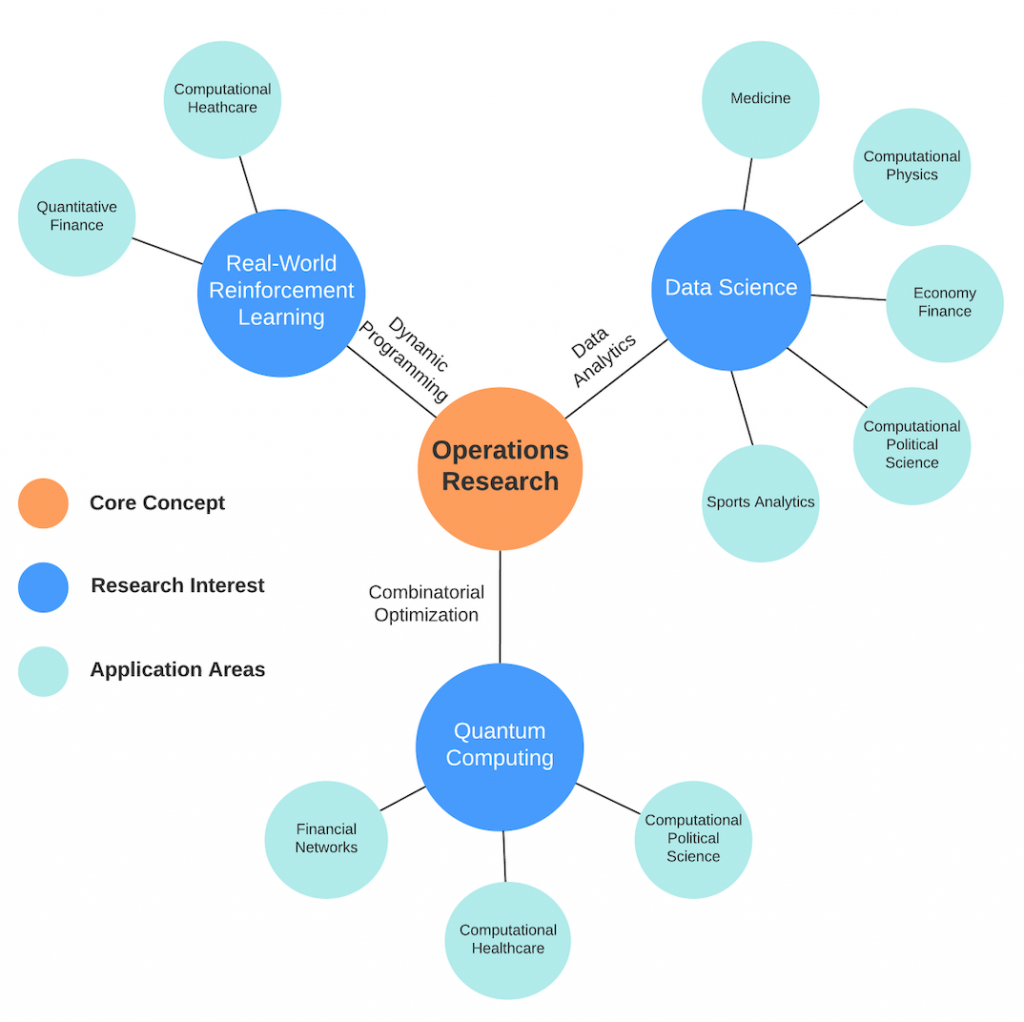 Computational
Heathcare
Quantitative
Finance
Real-World
Reinforcement
Learning
Dynamic
Programming
Medicine
Computational
Physics
Economy
Finance
Computational
Political
Science
Sports Analytics
Data Science
Data
Analytics
Operations
Research
Core Concept
Research Interest
Application Areas
Combinatorial
Optimization
Quantum
Computing
Financial
Networks
Computational
Healthcare
Computational
Political
Science